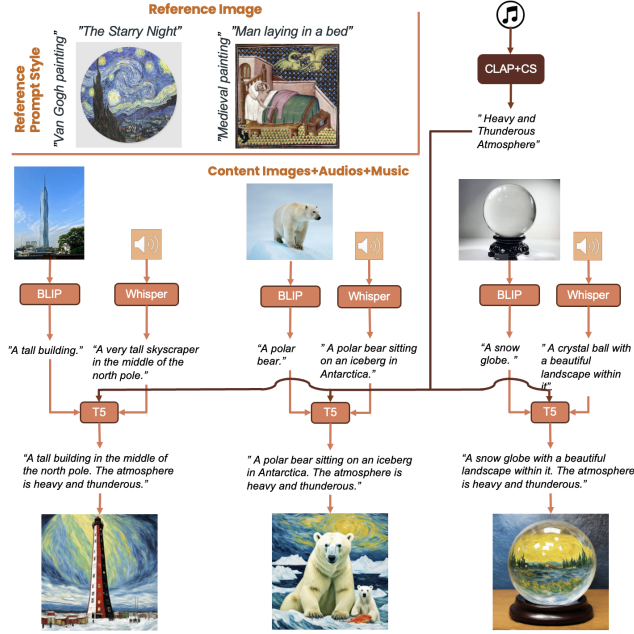 Reference Image
Reference
Prompt Style
"Van Gogh painting"
"The Starry Night"
"Medieval painting"
"Man laying in a bed"
CLAP+CS
" Heavy and
Thunderous
Atmosphere"
Content Images+Audios+Music
BLIP
Whisper
BLIP
Whisper
BLIP
Whisper
"A tall building."
"A very tall skyscraper
in the middle of the
north pole."
"A polar
bear."
" A polar bear sitting
on an iceberg in
Antarctica."
"A snow
globe. "
" A crystal ball with
a beautiful
landscape within
it"
T5
T5
T5
"A tall building in the middle of
the north pole. The atmosphere
is heavy and thunderous."
" A polar bear sitting on an iceberg
in Antarctica. The atmosphere is
heavy and thunderous."
"A snow globe with a beautiful
landscape within it. The atmosphere
is heavy and thunderous."